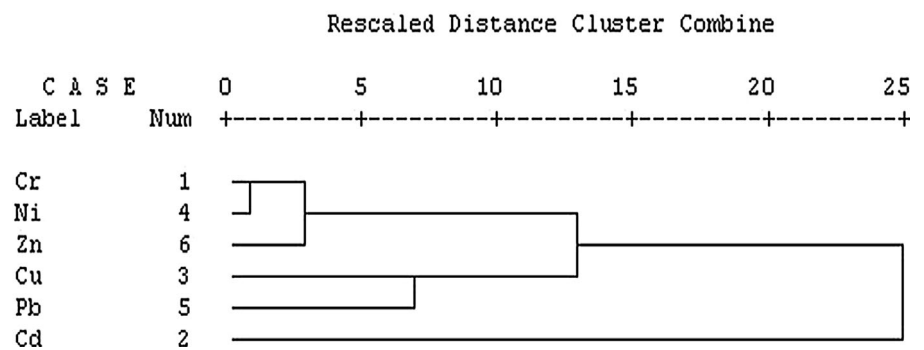 Rescaled Distance Cluster Combine
C A S E 0 5 10 15 20 25
Label Num +---------+---------+---------+---------+---------+
Cr 1
Ni 4
Zn 6
Cu 3
Pb 5
Cd 2